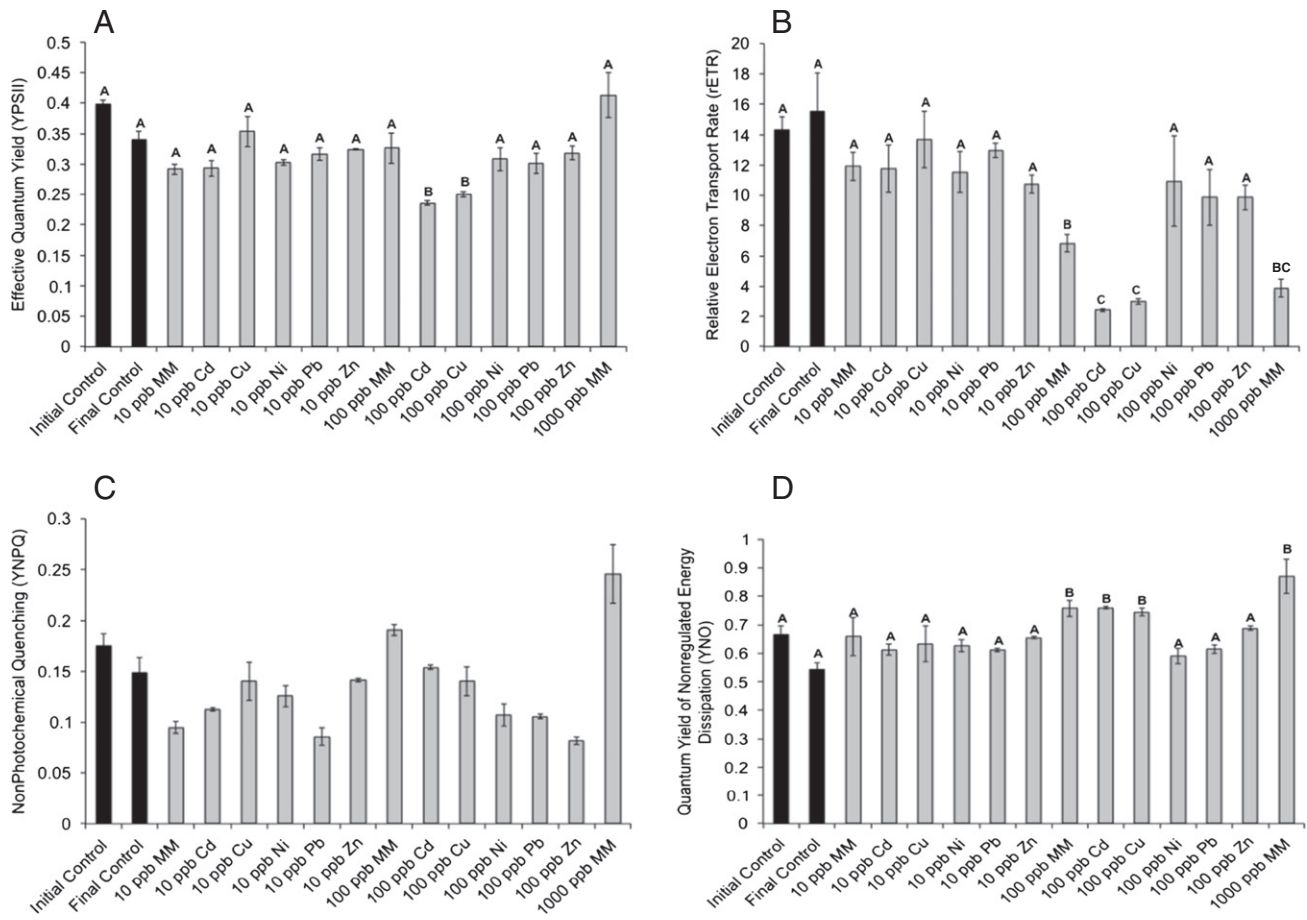 A
Effective Quantum Yield (YPSII)
0.5
0.45
0.4
0.35
0.3
0.25
0.2
0.15
0.1
0.05
0
A
A
A
A
A
A
A
A
A
B
B
A
A
A
A
Initial Control
Final Control
10 ppb MM
10 ppb Cd
10 ppb Cu
10 ppb Ni
10 ppb Pb
10 ppb Zn
100 ppb MM
100 ppb Cd
100 ppb Cu
100 ppb Ni
100 ppb Pb
100 ppb Zn
1000 ppb MM
B
Relative Electron Transport Rate (rETR)
20
18
16
14
12
10
8
6
4
2
0
A
A
A
A
A
A
A
A
B
C
C
A
A
A
BC
Initial Control
Final Control
10 ppb MM
10 ppb Cd
10 ppb Cu
10 ppb Ni
10 ppb Pb
10 ppb Zn
100 ppb MM
100 ppb Cd
100 ppb Cu
100 ppb Ni
100 ppb Pb
100 ppb Zn
1000 ppb MM
C
NonPhotochemical Quenching (YNPQ)
0.3
0.25
0.2
0.15
0.1
0.05
0
Initial Control
Final Control
10 ppb MM
10 ppb Cd
10 ppb Cu
10 ppb Ni
10 ppb Pb
10 ppb Zn
100 ppb MM
100 ppb Cd
100 ppb Cu
100 ppb Ni
100 ppb Pb
100 ppb Zn
1000 ppb MM
D
Quantum Yield of Nonregulated Energy
Dissipation (YNO)
1
0.9
0.8
0.7
0.6
0.5
0.4
0.3
0.2
0.1
0
A
A
A
A
A
A
A
A
B
B
B
A
A
A
B
Initial Control
Final Control
10 ppb MM
10 ppb Cd
10 ppb Cu
10 ppb Ni
10 ppb Pb
10 ppb Zn
100 ppb MM
100 ppb Cd
100 ppb Cu
100 ppb Ni
100 ppb Pb
100 ppb Zn
1000 ppb MM